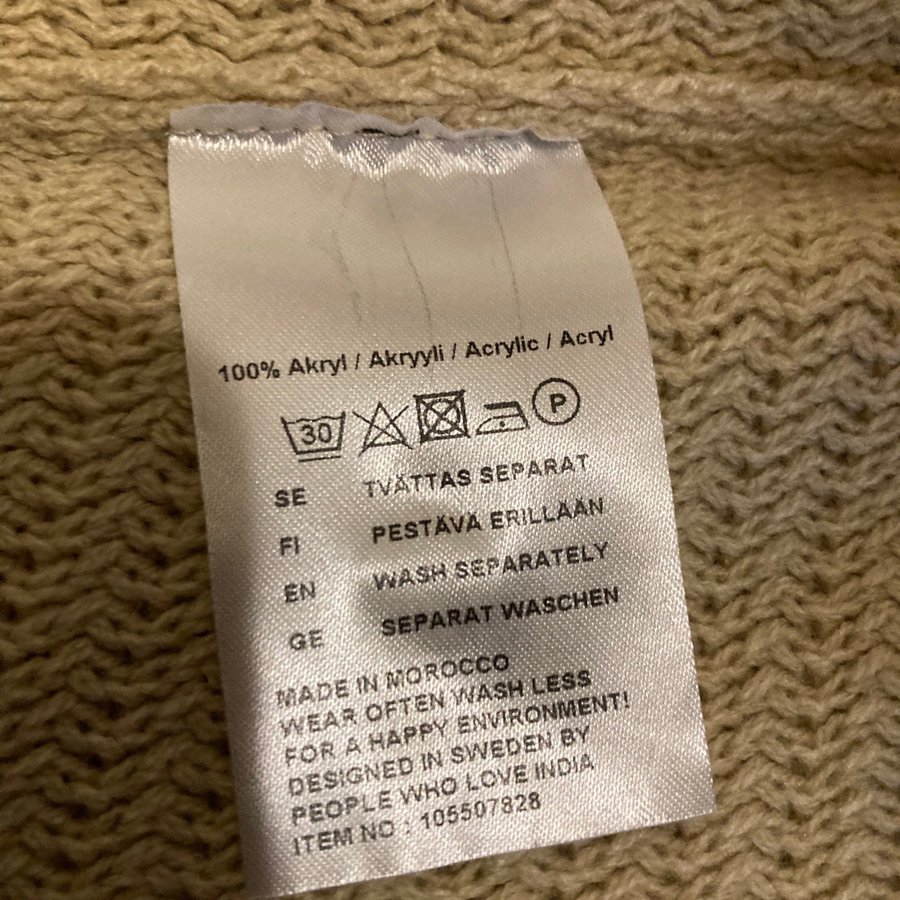 100% Akryl / Akryyli / Acrylic / Acryl
30 P
SE TVÄTTAS SEPARAT
FI PESTÄVÄ ERILLÄÄN
EN WASH SEPARATELY
GE SEPARAT WASCHEN
MADE IN MOROCCO
WEAR OFTEN WASH LESS
FOR A HAPPY ENVIRONMENT!
DESIGNED IN SWEDEN BY
PEOPLE WHO LOVE INDIA
ITEM NO : 105507828